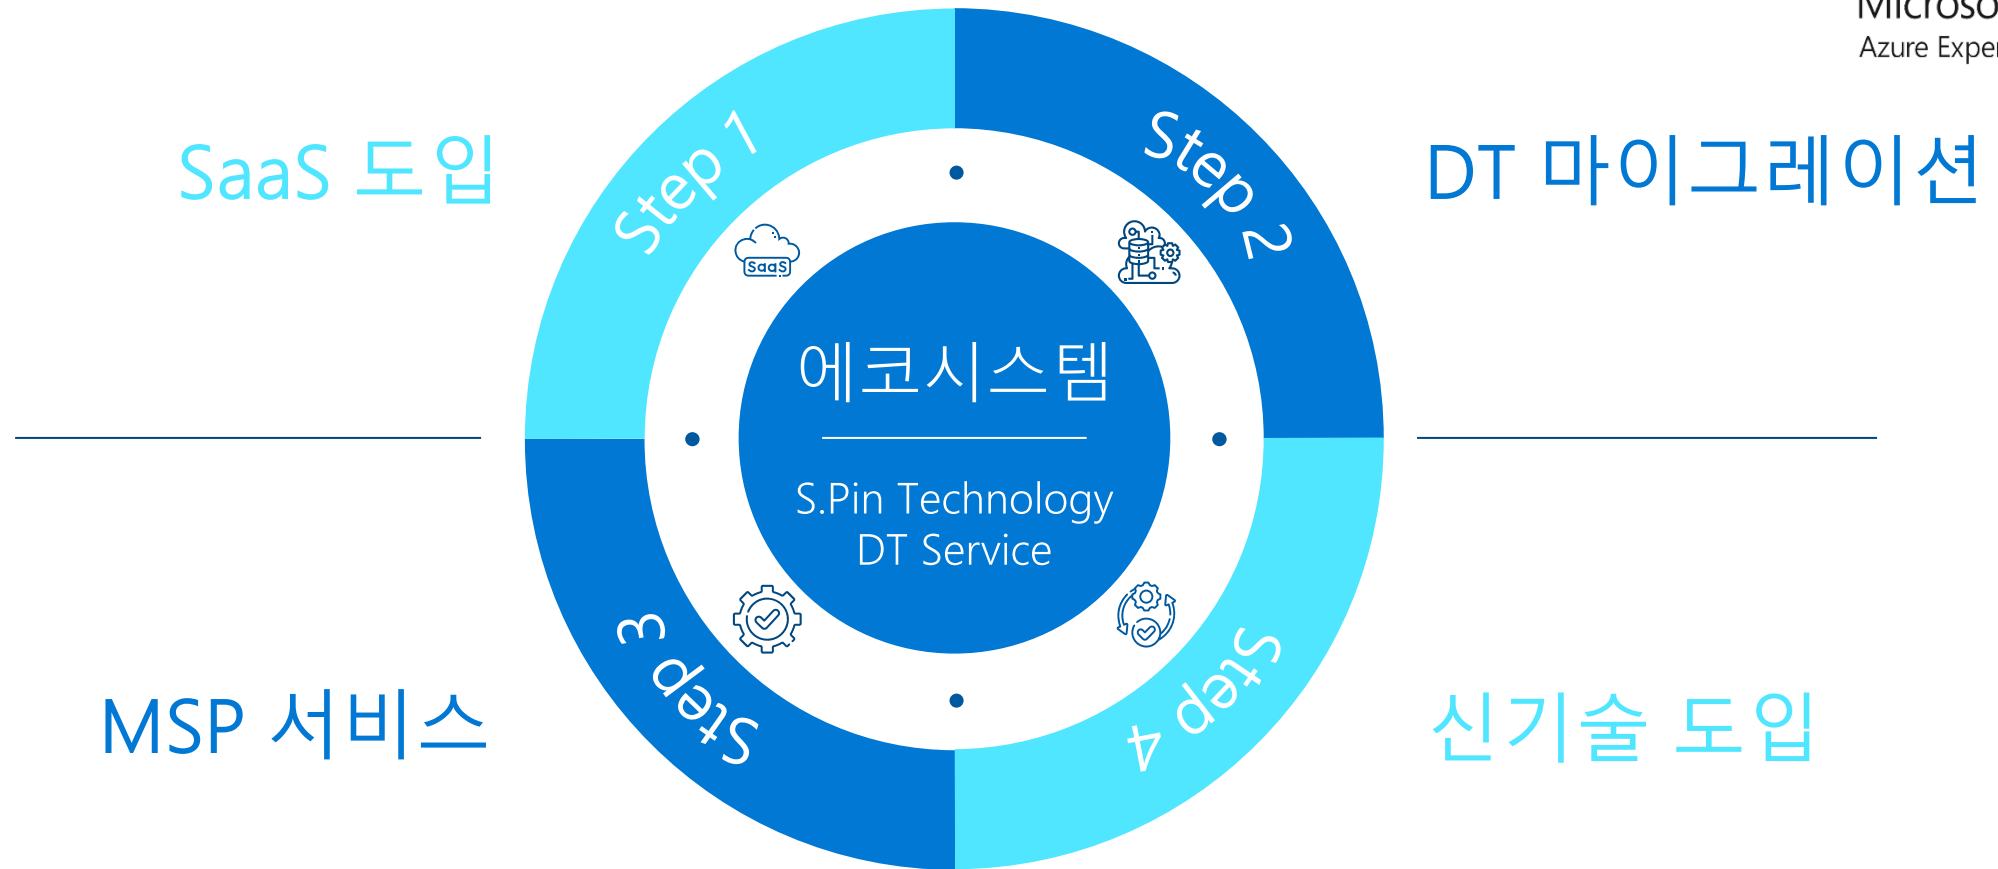 Azure
SaaS 도입
Step 1
Step 2
DT 마이그레이션
SaaS
에코시스템
S.Pin Technology
DT Service
MSP 서비스
Step 3
Step 4
신기술 도입